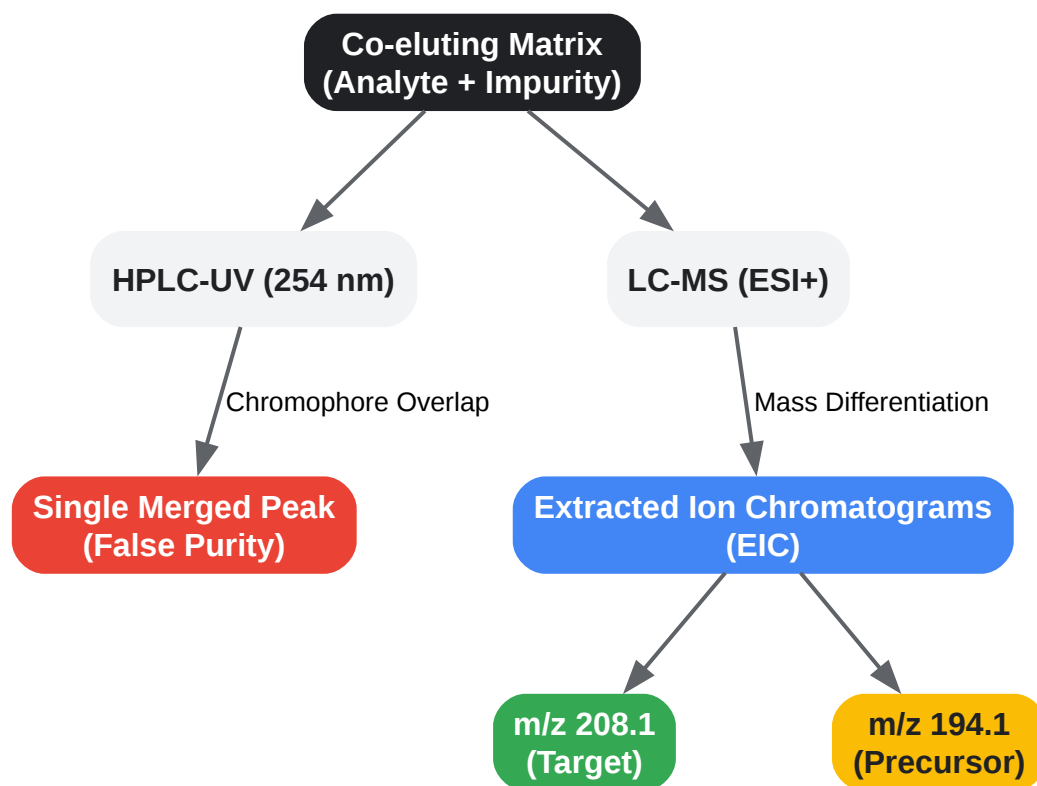 Co-eluting Matrix
(Analyte + Impurity)
HPLC-UV (254 nm)
LC-MS (ESI+)
Chromophore Overlap
Mass Differentiation
Single Merged Peak
(False Purity)
Extracted Ion Chromatograms
(EIC)
m/z 208.1
(Target)
m/z 194.1
(Precursor)